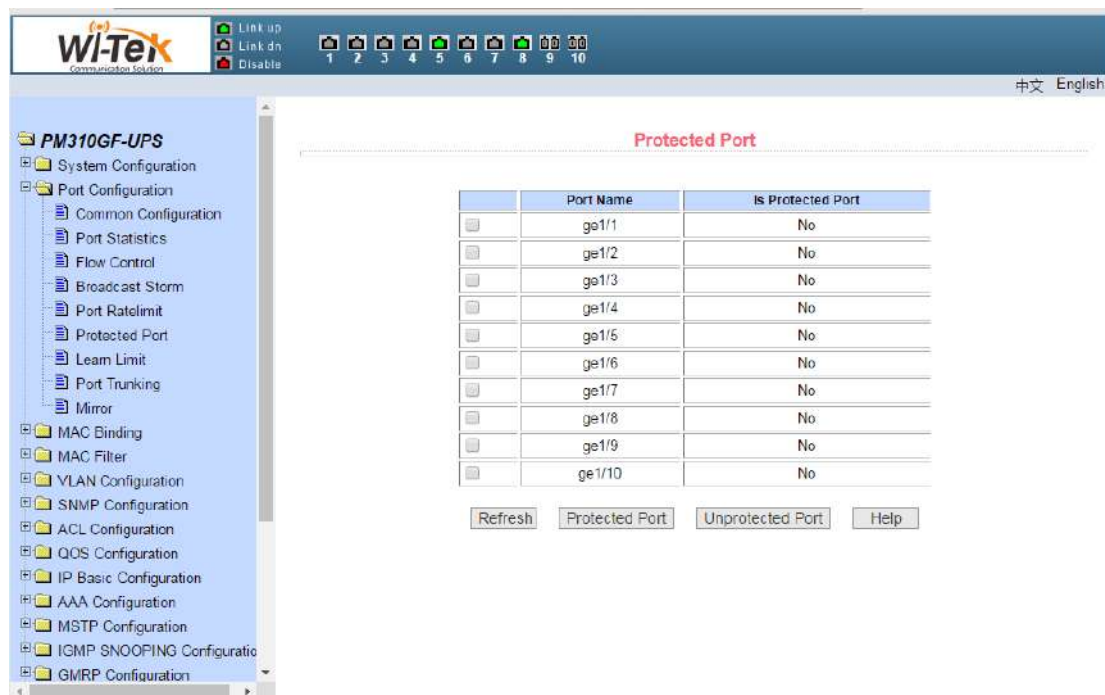 WI-TEK
Communication Solution
Link up
Link dn
Disable
1 2 3 4 5 6 7 8 9 10
中文 English
PM310GF-UPS
System Configuration
Port Configuration
Common Configuration
Port Statistics
Flow Control
Broadcast Storm
Port Ratelimit
Protected Port
Learn Limit
Port Trunking
Mirror
MAC Binding
MAC Filter
VLAN Configuration
SNMP Configuration
ACL Configuration
QOS Configuration
IP Basic Configuration
AAA Configuration
MSTP Configuration
IGMP SNOOPING Configuratio
GMRP Configuration
Protected Port
Port Name Is Protected Port
ge1/1 No
ge1/2 No
ge1/3 No
ge1/4 No
ge1/5 No
ge1/6 No
ge1/7 No
ge1/8 No
ge1/9 No
ge1/10 No
Refresh Protected Port Unprotected Port Help